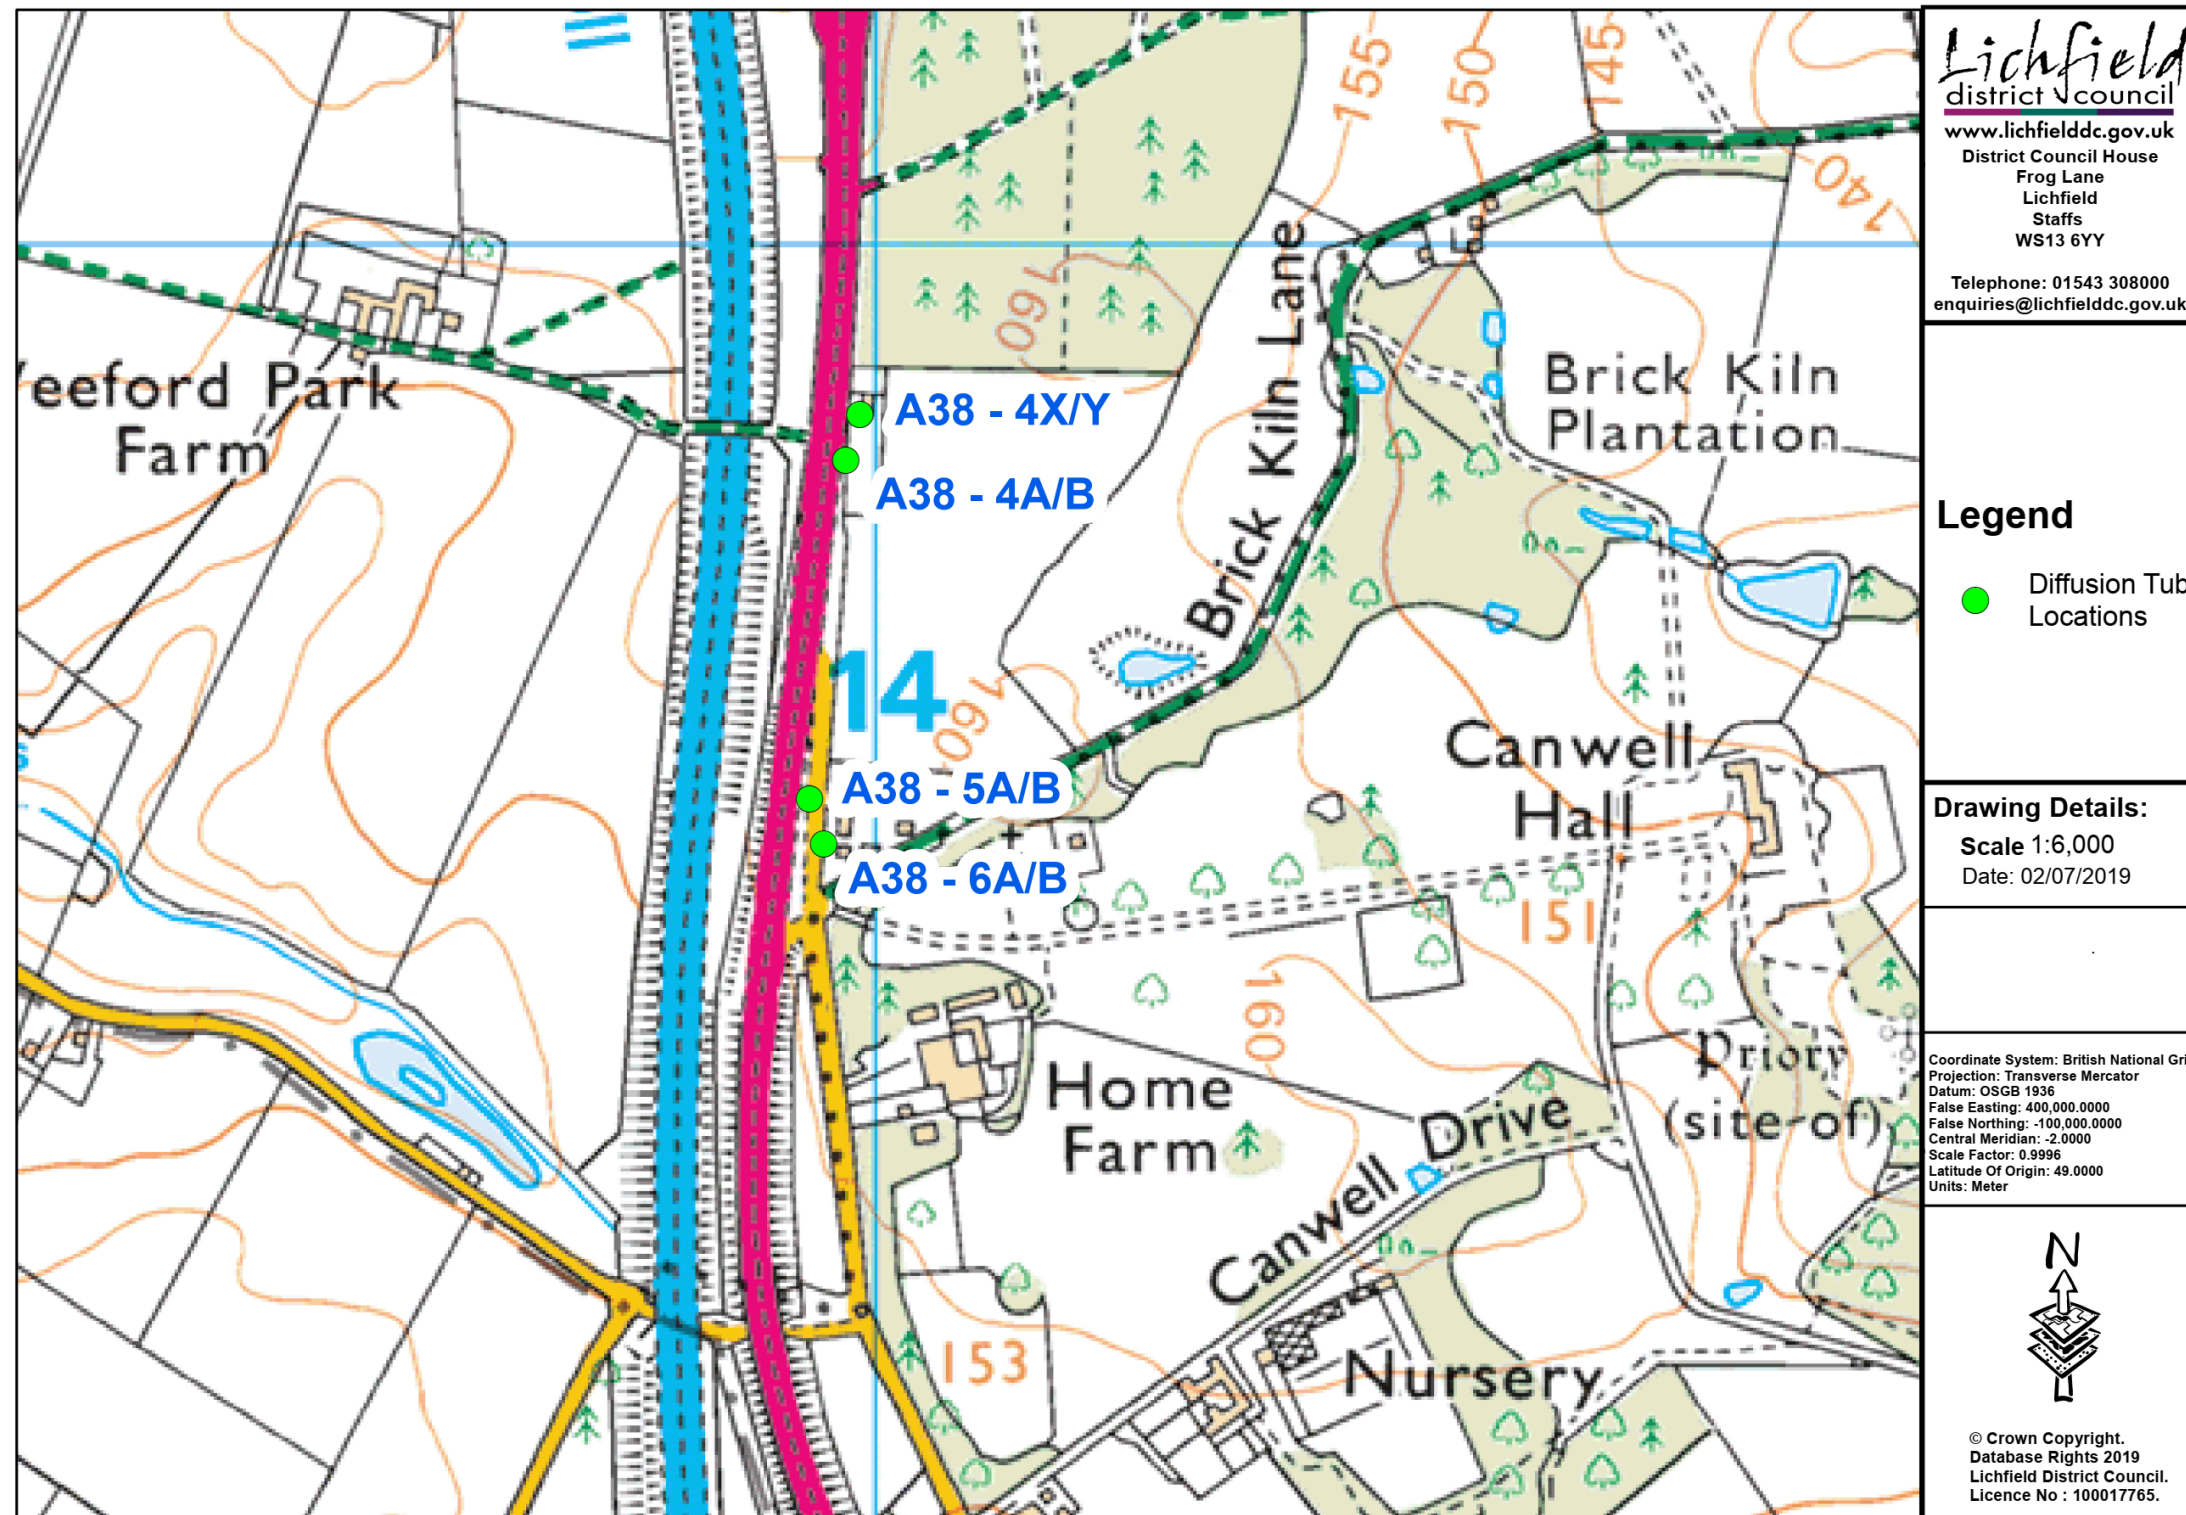 155
150
145
140
160
Veeford Park
Farm
A38 - 4X/Y
A38 - 4A/B
Brick Kiln Lane
Brick Kiln
Plantation
14
160
A38 - 5A/B
A38 - 6A/B
Canwell
Hall
151
160
Home
Farm
Priory
(site of)
Canwell Drive
153
Nursery
Lichfield
district council
www.lichfielddc.gov.uk
District Council House
Frog Lane
Lichfield
Staffs
WS13 6YY
Telephone: 01543 308000
enquiries@lichfielddc.gov.uk
Legend
Diffusion Tub
Locations
Drawing Details:
Scale 1:6,000
Date: 02/07/2019
Coordinate System: British National Gri
Projection: Transverse Mercator
Datum: OSGB 1936
False Easting: 400,000.0000
False Northing: -100,000.0000
Central Meridian: -2.0000
Scale Factor: 0.9996
Latitude Of Origin: 49.0000
Units: Meter
N
© Crown Copyright.
Database Rights 2019
Lichfield District Council.
Licence No : 100017765.